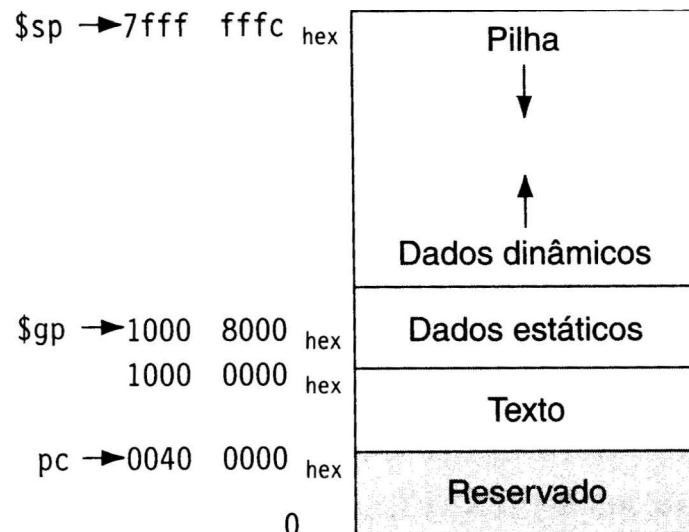 $sp 7fff fffc hex
Pilha
Dados dinâmicos
$gp 1000 8000 hex
Dados estáticos
1000 0000 hex
Texto
pc 0040 0000 hex
Reservado
0